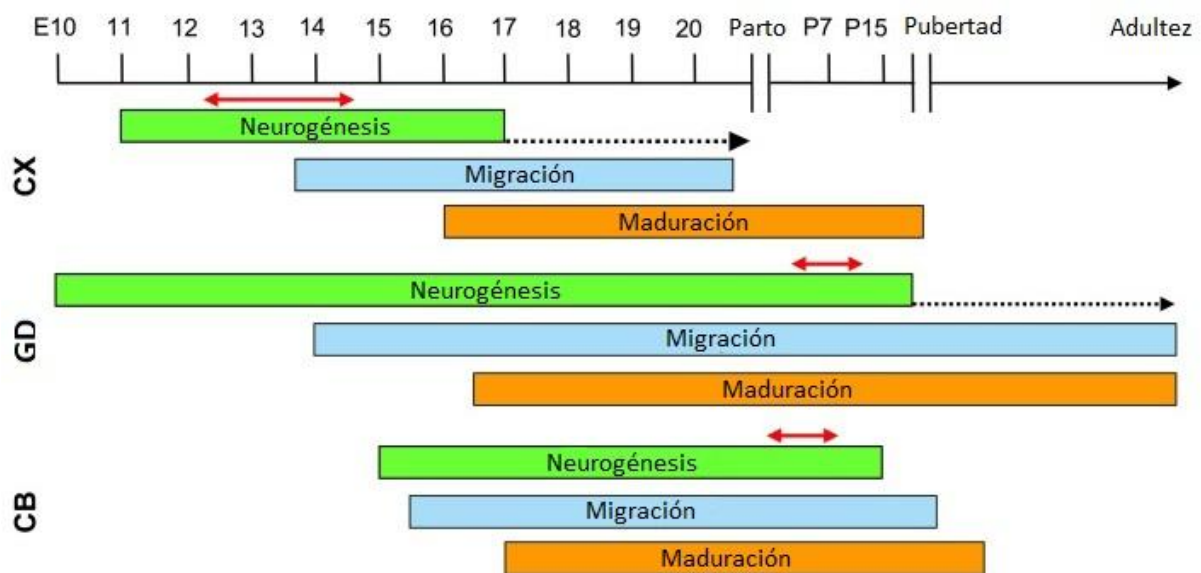 E10 11 12 13 14 15 16 17 18 19 20 Parto P7 P15 Pubertad Adultez
CX
Neurogénesis
Migración
Maduración
GD
Neurogénesis
Migración
Maduración
CB
Neurogénesis
Migración
Maduración